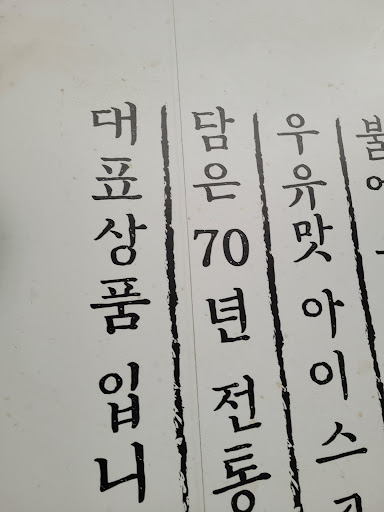 불
우유맛 아이스
담은 70년 전통
대표상품 입니